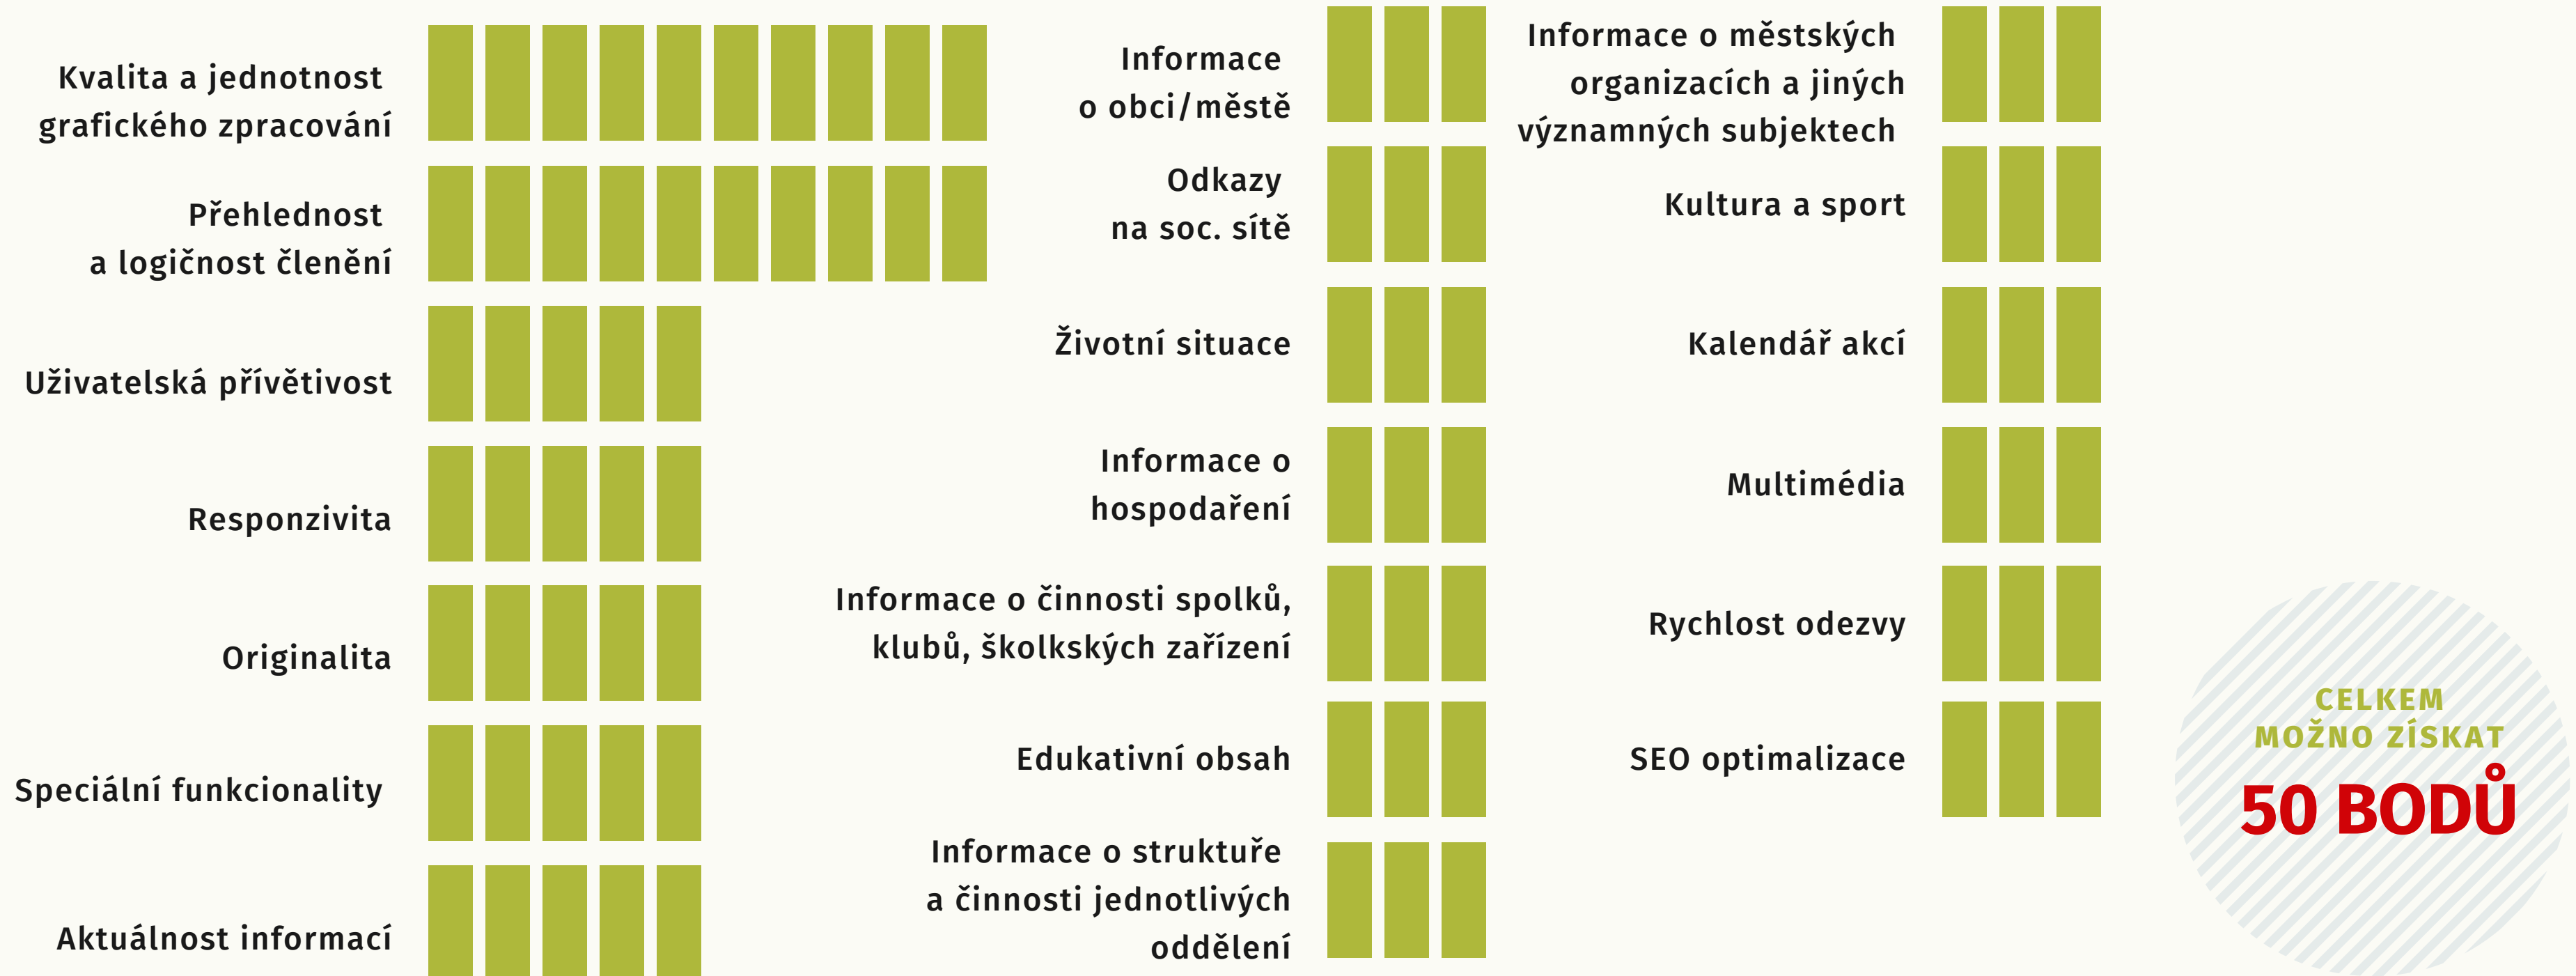 Kvalita a jednotnost
grafického zpracování
Přehlednost
a logičnost členění
Uživatelská přívětivost
Responzivita
Originalita
Speciální funkcionality
Aktuálnost informací
Informace
o obci/městě
Odkazy
na soc. sítě
Životní situace
Informace o
hospodaření
Informace o činnosti spolků,
klubů, školkských zařízení
Edukativní obsah
Informace o struktuře
a činnosti jednotlivých
oddělení
Informace o městských
organizacích a jiných
významných subjektech
Kultura a sport
Kalendář akcí
Multimédia
Rychlost odezvy
SEO optimalizace
CELKEM
MOŽNO ZÍSKAT
50 BODŮ